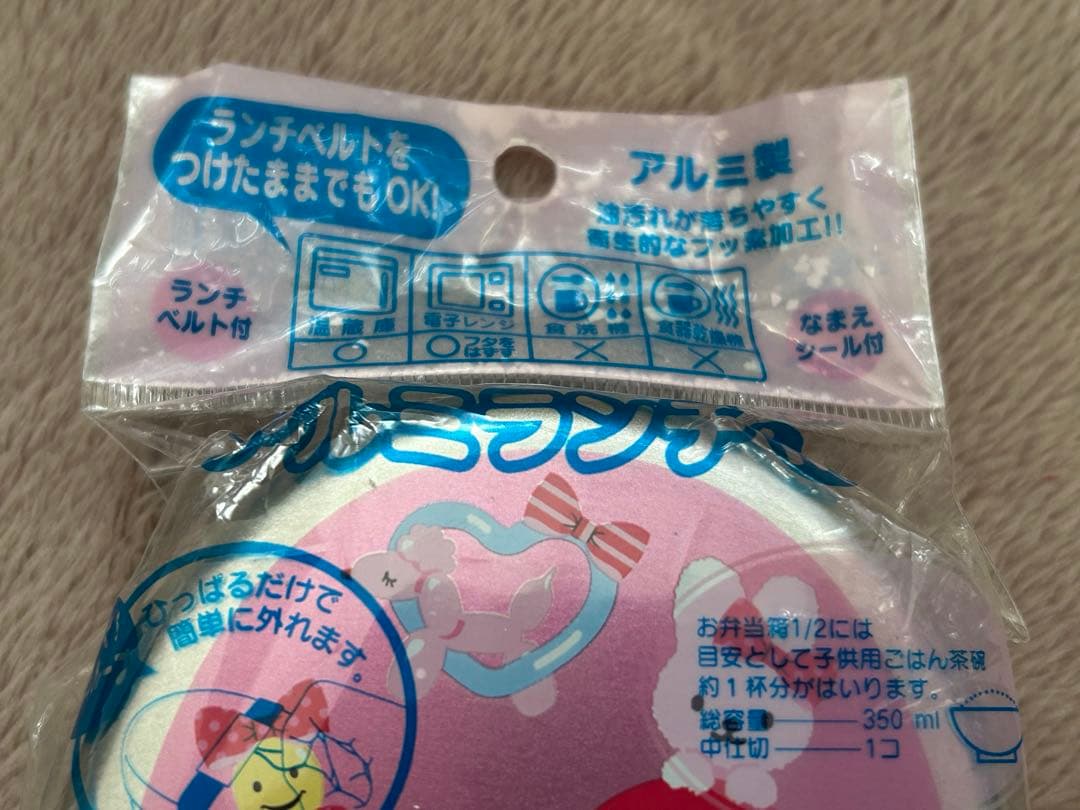 ランチベルトを
つけたままでもOK!
アルミ製
油汚れが落ちやすく
衛生的なフッ素加工!!
ランチ
ベルト付
温蔵庫
電子レンジ
食洗機
食器乾燥機
○
○フタを
はずす
×
×
なまえ
シール付
アルミランチ
ひっぱるだけで
簡単に外れます。
お弁当箱1/2には
目安として子供用ごはん茶碗
約1杯分がはいります。
総容量 350 ml
中仕切 1コ